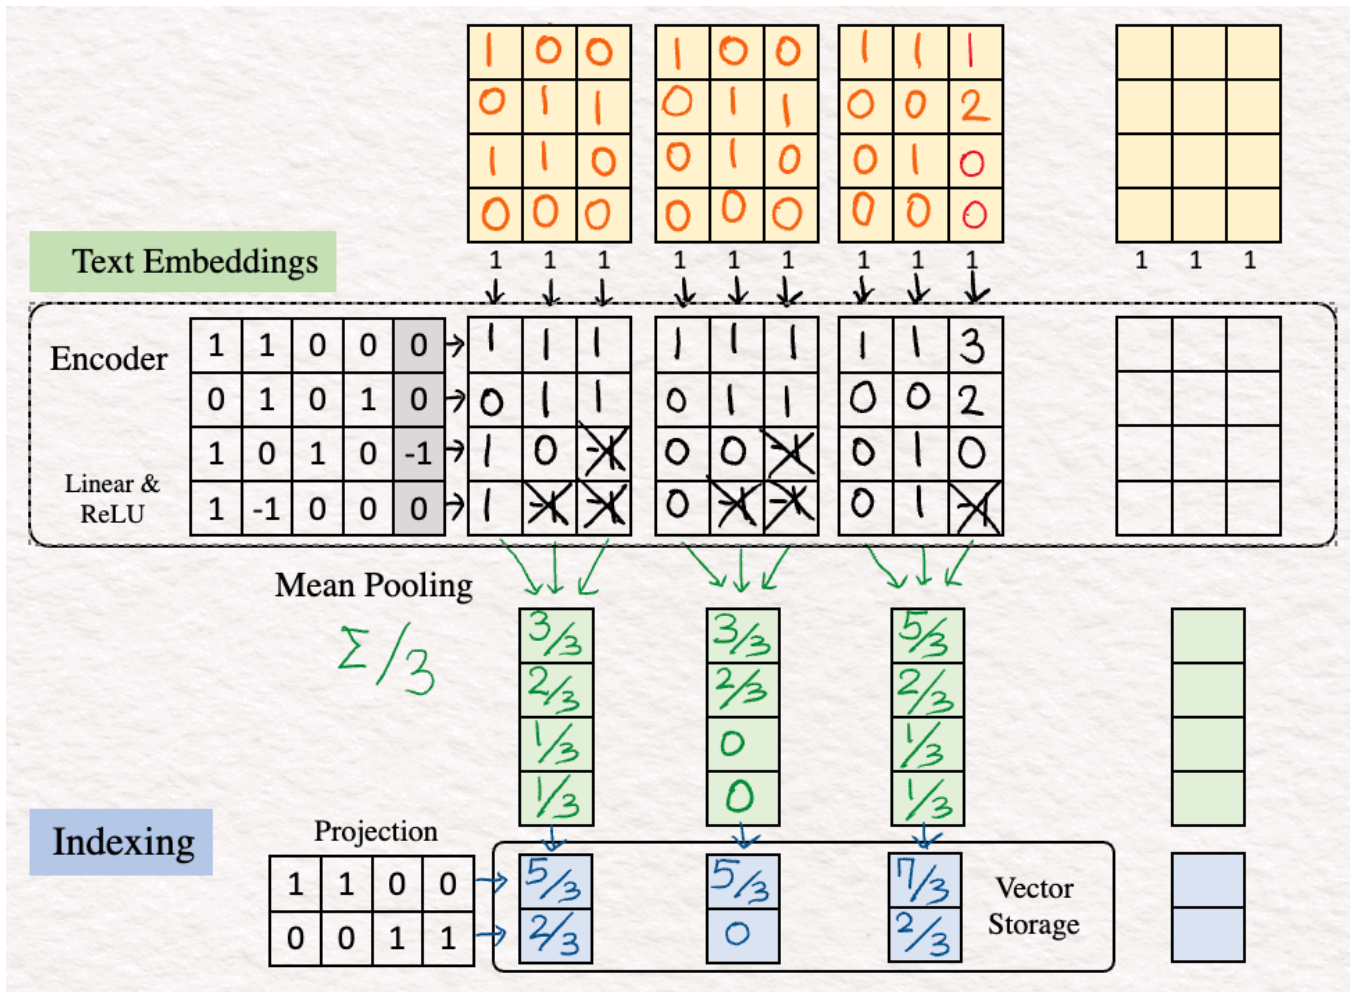 1 0 0 1 0 0 1 1 1
0 1 1 0 1 1 0 0 2
1 1 0 0 1 0 0 1 0
0 0 0 0 0 0 0 0 0
Text Embeddings
1 1 1 1 1 1 1 1 1 1 1 1
Encoder
Linear &
ReLU
1 1 0 0 0 1 1 1 1 1 1 1 1 3
0 1 0 1 0 0 1 1 0 1 1 0 0 2
1 0 1 0 -1 1 0 -1 0 0 -1 0 1 0
1 -1 0 0 0 1 -1 -1 0 -1 -1 0 1 -1
Mean Pooling
Σ/3
3/3 3/3 5/3
2/3 2/3 2/3
1/3 0 1/3
1/3 0 1/3
Indexing
Projection
1 1 0 0 5/3 5/3 7/3
0 0 1 1 2/3 0 2/3
Vector
Storage